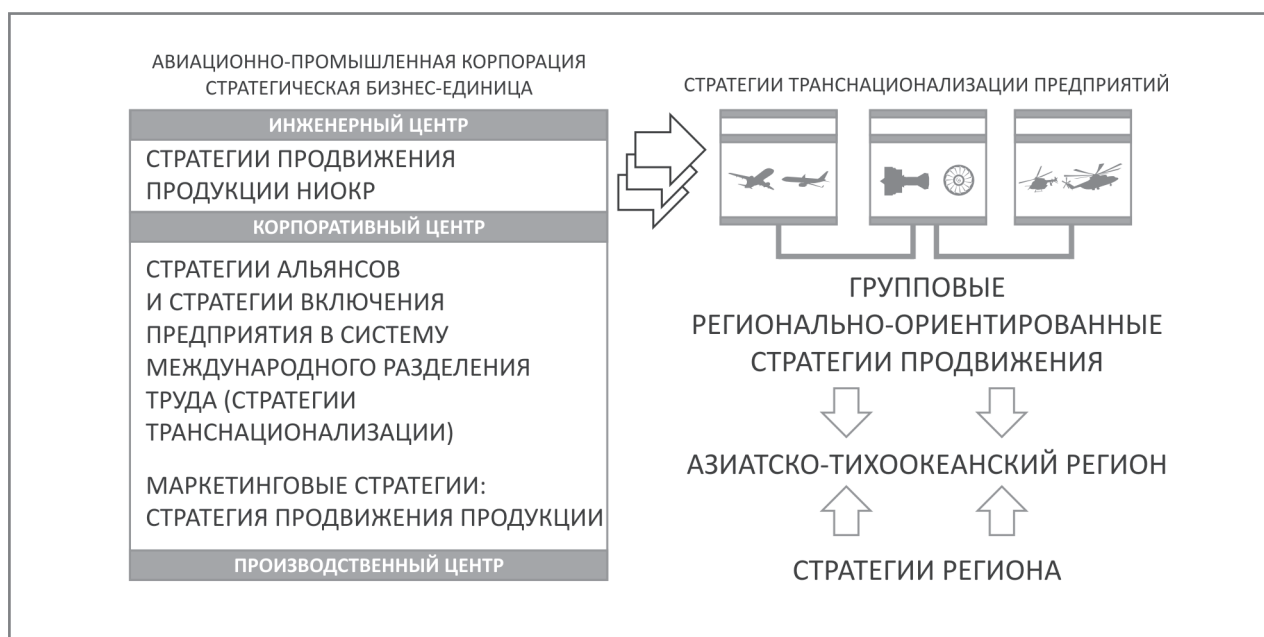 АВИАЦИОННО-ПРОМЫШЛЕННАЯ КОРПОРАЦИЯ
СТРАТЕГИЧЕСКАЯ БИЗНЕС-ЕДИНИЦА
ИНЖЕНЕРНЫЙ ЦЕНТР
СТРАТЕГИИ ПРОДВИЖЕНИЯ
ПРОДУКЦИИ НИОКР
КОРПОРАТИВНЫЙ ЦЕНТР
СТРАТЕГИИ АЛЬЯНСОВ
И СТРАТЕГИИ ВКЛЮЧЕНИЯ
ПРЕДПРИЯТИЯ В СИСТЕМУ
МЕЖДУНАРОДНОГО РАЗДЕЛЕНИЯ
ТРУДА (СТРАТЕГИИ
ТРАНСНАЦИОНАЛИЗАЦИИ)
МАРКЕТИНГОВЫЕ СТРАТЕГИИ:
СТРАТЕГИЯ ПРОДВИЖЕНИЯ ПРОДУКЦИИ
ПРОИЗВОДСТВЕННЫЙ ЦЕНТР
СТРАТЕГИИ ТРАНСНАЦИОНАЛИЗАЦИИ ПРЕДПРИЯТИЙ
ГРУППОВЫЕ
РЕГИОНАЛЬНО-ОРИЕНТИРОВАННЫЕ
СТРАТЕГИИ ПРОДВИЖЕНИЯ
АЗИАТСКО-ТИХООКЕАНСКИЙ РЕГИОН
СТРАТЕГИИ РЕГИОНА